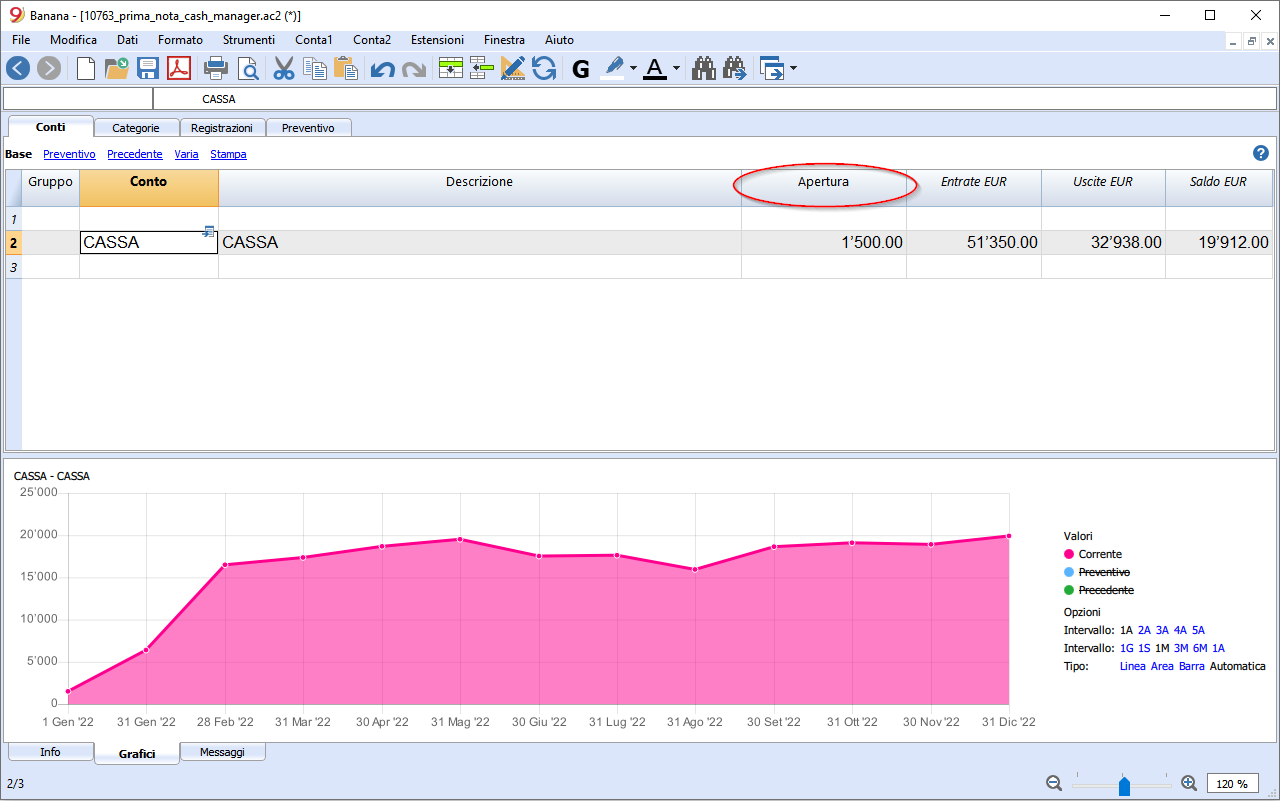 Banana - [10763_prima_nota_cash_manager.ac2 (*)]
File Modifica Dati Formato Strumenti Conta1 Conta2 Estensioni Finestra Aiuto
G A
CASSA
Conti Categorie Registrazioni Preventivo
Base Preventivo Precedente Varia Stampa
Gruppo Conto Descrizione Apertura Entrate EUR Uscite EUR Saldo EUR
1
2 CASSA CASSA 1’500.00 51’350.00 32’938.00 19’912.00
3
CASSA - CASSA
25’000
20’000
15’000
10’000
5’000
0
1 Gen '22 31 Gen '22 28 Feb '22 31 Mar '22 30 Apr '22 31 Mag '22 30 Giu '22 31 Lug '22 31 Ago '22 30 Set '22 31 Ott '22 30 Nov '22 31 Dic '22
Valori
Corrente
Preventivo
Precedente
Opzioni
Intervallo: 1A 2A 3A 4A 5A
Intervallo: 1G 1S 1M 3M 6M 1A
Tipo: Linea Area Barra Automatica
Info Grafici Messaggi
2/3
120 %